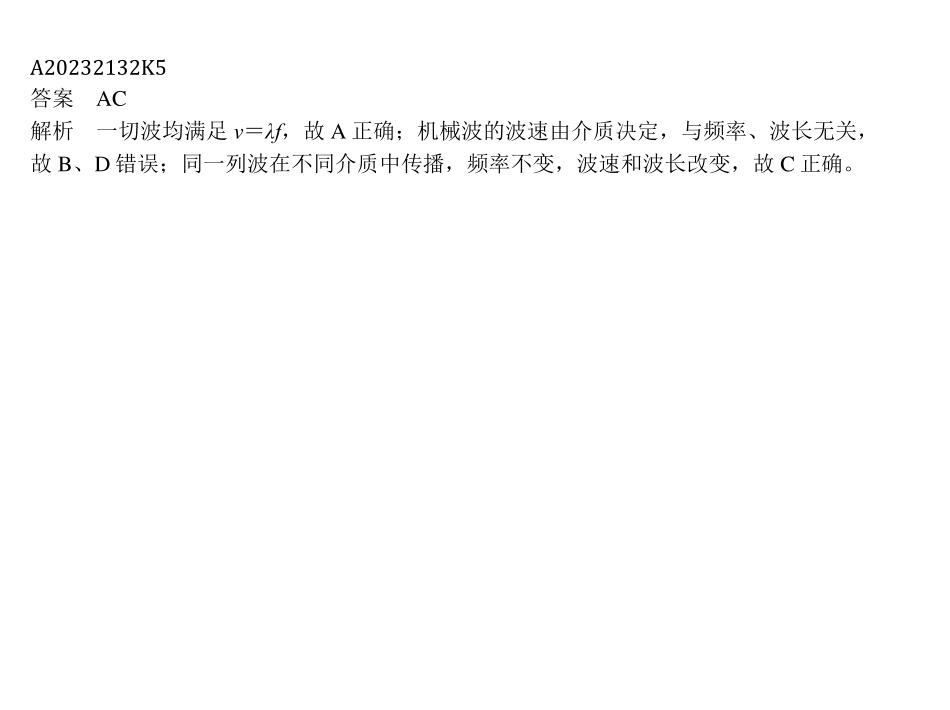 A20232132K5
答案　AC
解析　一切波均满足 v＝λf，故 A 正确；机械波的波速由介质决定，与频率、波长无关，
故 B、D 错误；同一列波在不同介质中传播，频率不变，波速和波长改变，故 C 正确。